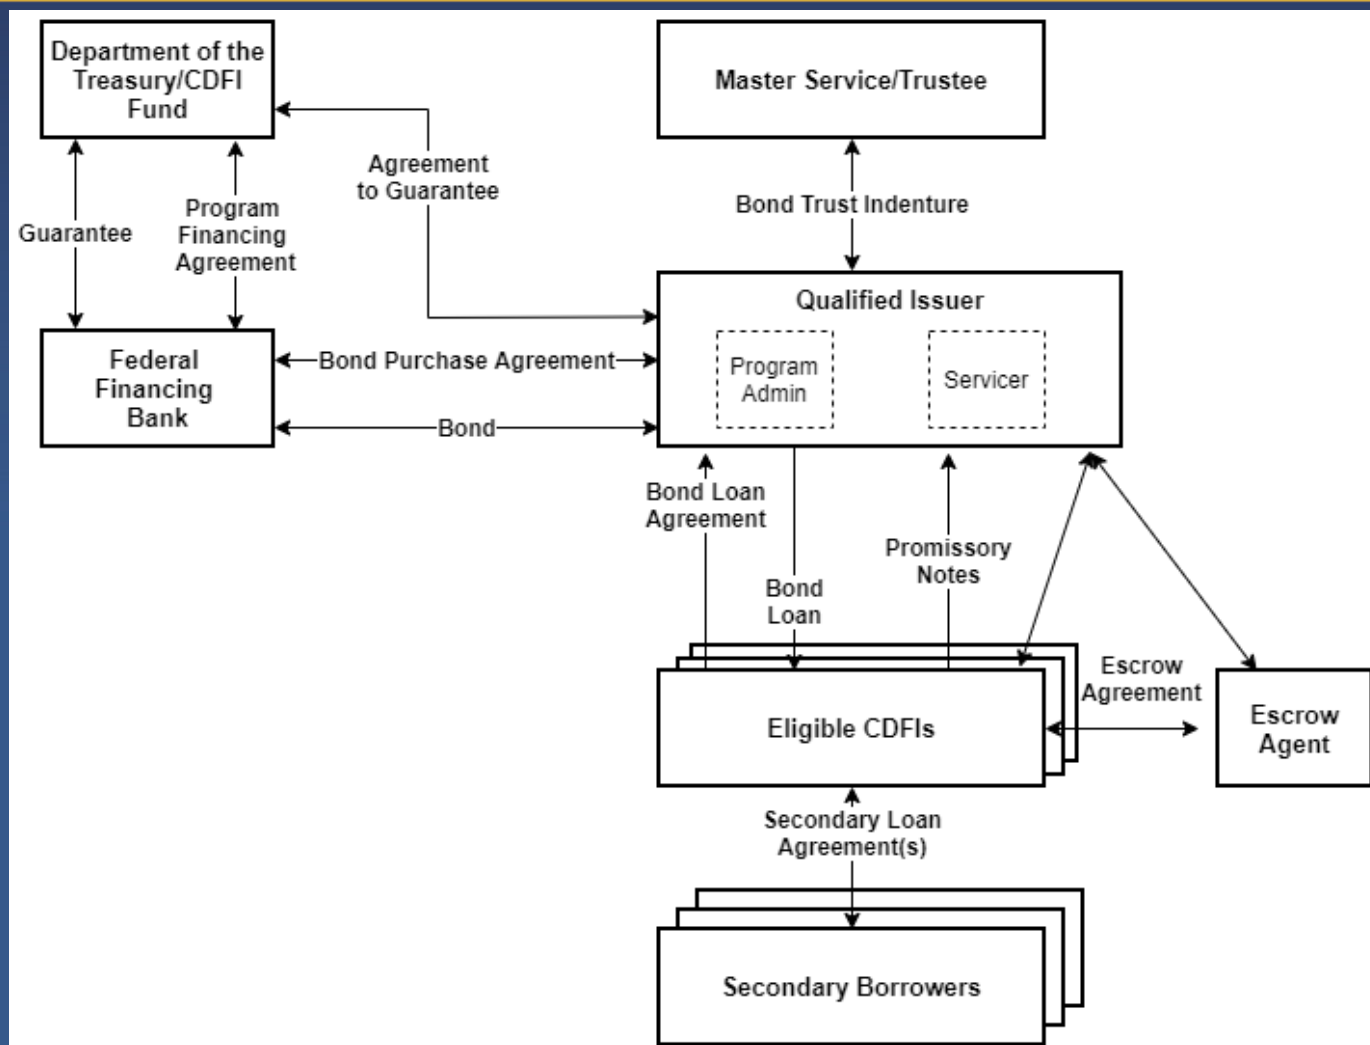 Department of the
Treasury/CDFI
Fund
Master Service/Trustee
Agreement
to Guarantee
Guarantee
Program
Financing
Agreement
Bond Trust Indenture
Qualified Issuer
Program
Admin
Servicer
Federal
Financing
Bank
Bond Purchase Agreement
Bond
Bond Loan
Agreement
Bond
Loan
Promissory
Notes
Eligible CDFIs
Escrow
Agreement
Escrow
Agent
Secondary Loan
Agreement(s)
Secondary Borrowers